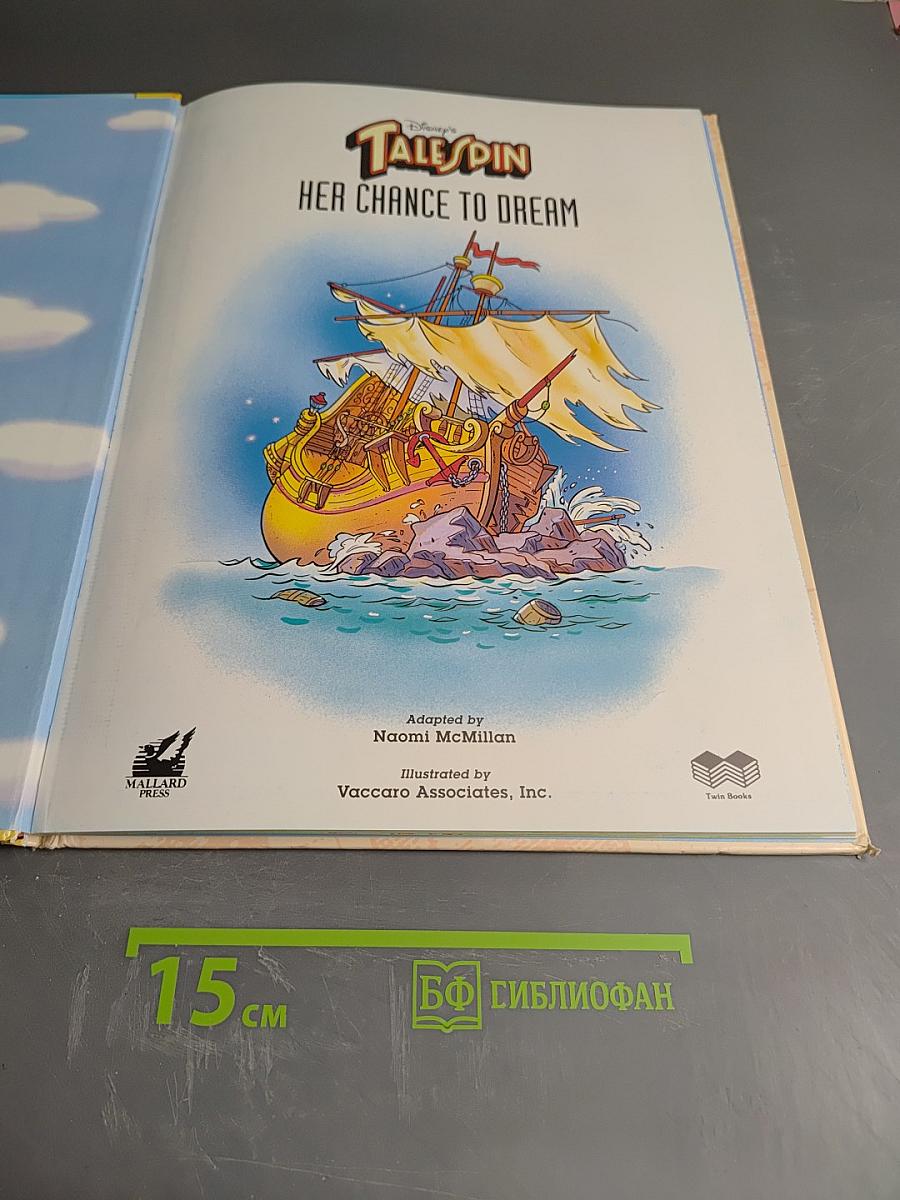 Disney's
TALESPIN
HER CHANCE TO DREAM
Adapted by
Naomi McMillan
Illustrated by
Vaccaro Associates, Inc.
MALLARD
PRESS
Twin Books
15 см
БФ
БИБЛИОФАН